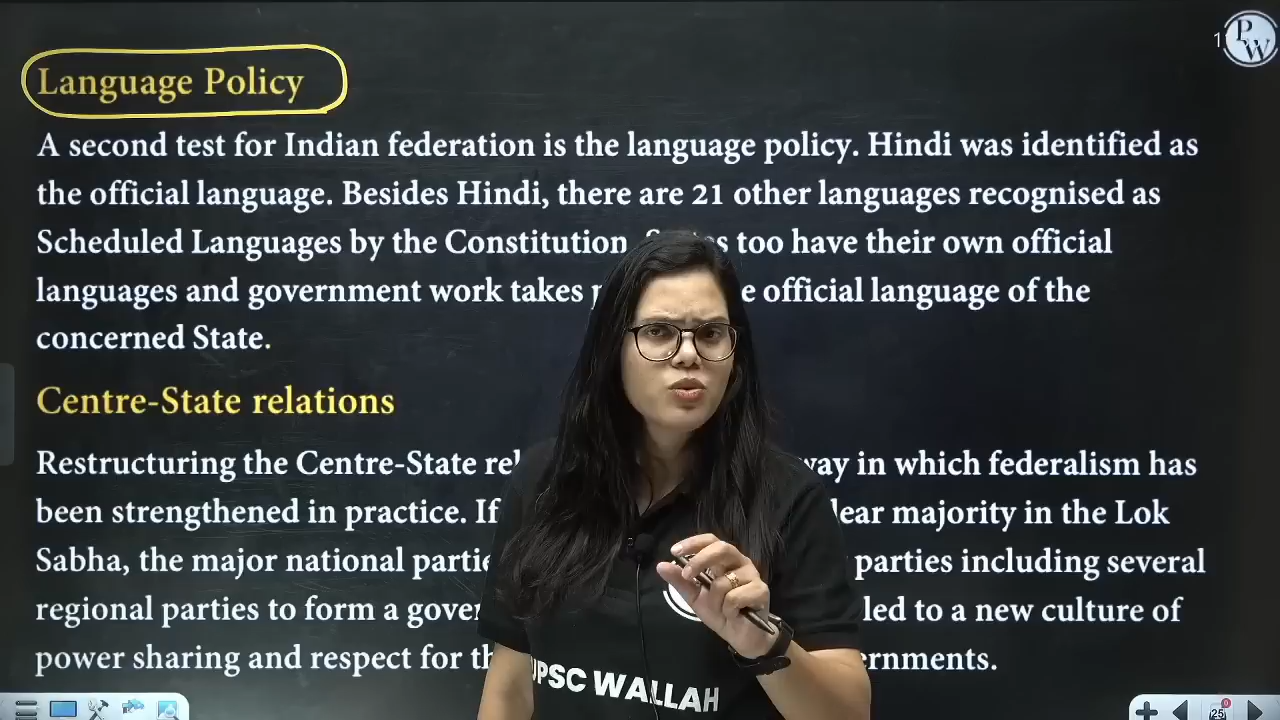 PW
1
Language Policy
A second test for Indian federation is the language policy. Hindi was identified as
the official language. Besides Hindi, there are 21 other languages recognised as
Scheduled Languages by the Constitution too have their own official
languages and government work takes e official language of the
concerned State.
Centre-State relations
Restructuring the Centre-State way in which federalism has
been strengthened in practice. If majority in the Lok
Sabha, the major national parties including several
regional parties to form a led to a new culture of
power sharing and respect for
UPSC WALLAH
25